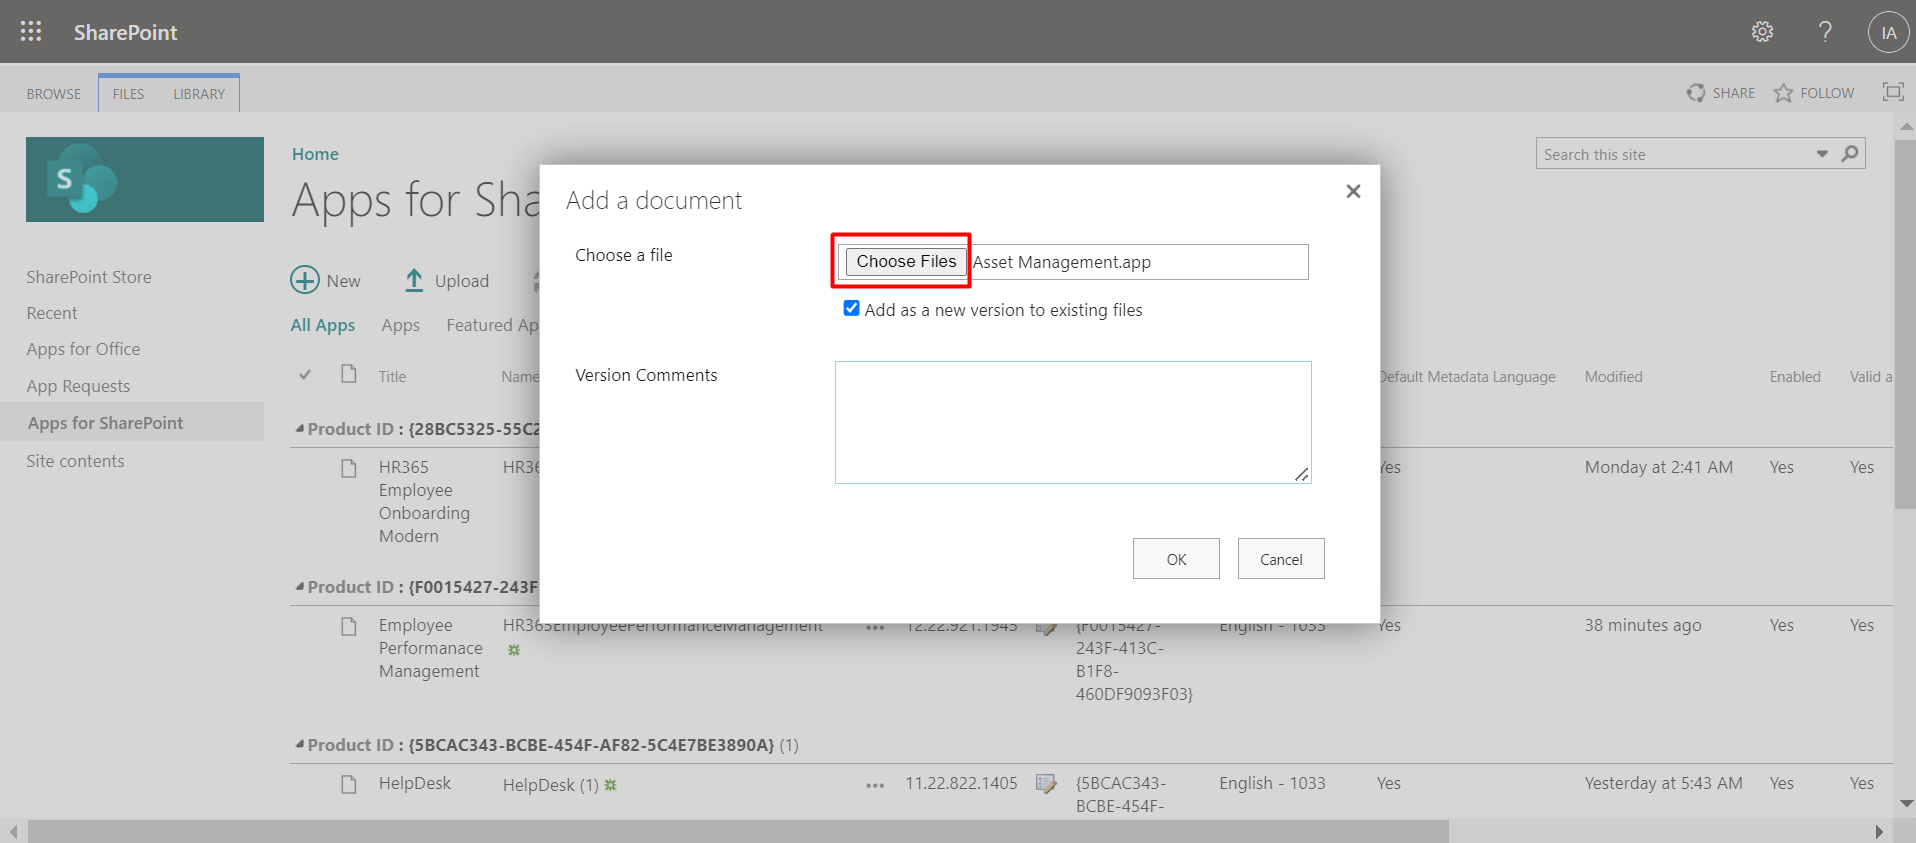 SharePoint
?
IA
BROWSE FILES LIBRARY
SHARE FOLLOW
S
Home
Search this site
Apps for Sha
Add a document
Choose a file
Choose Files Asset Management.app
Add as a new version to existing files
Version Comments
OK Cancel
SharePoint Store
Recent
Apps for Office
App Requests
Apps for SharePoint
Site contents
New Upload
All Apps Apps Featured Ap
Title Name Default Metadata Language Modified Enabled Valid a
Product ID : {28BC5325-55C2
HR365 HR36 Yes Monday at 2:41 AM Yes Yes
Employee
Onboarding
Modern
Product ID : {F0015427-243F
Employee HR365EmployeePerformanceManagement ... 12.22.921.1945 {F0015427- English - 1033 Yes 38 minutes ago Yes Yes
Performanace 243F-413C-
Management B1F8-
460DF9093F03}
Product ID : {5BCAC343-BCBE-454F-AF82-5C4E7BE3890A} (1)
HelpDesk HelpDesk (1) ... 11.22.822.1405 {5BCAC343- English - 1033 Yes Yesterday at 5:43 AM Yes Yes
BCBE-454F-